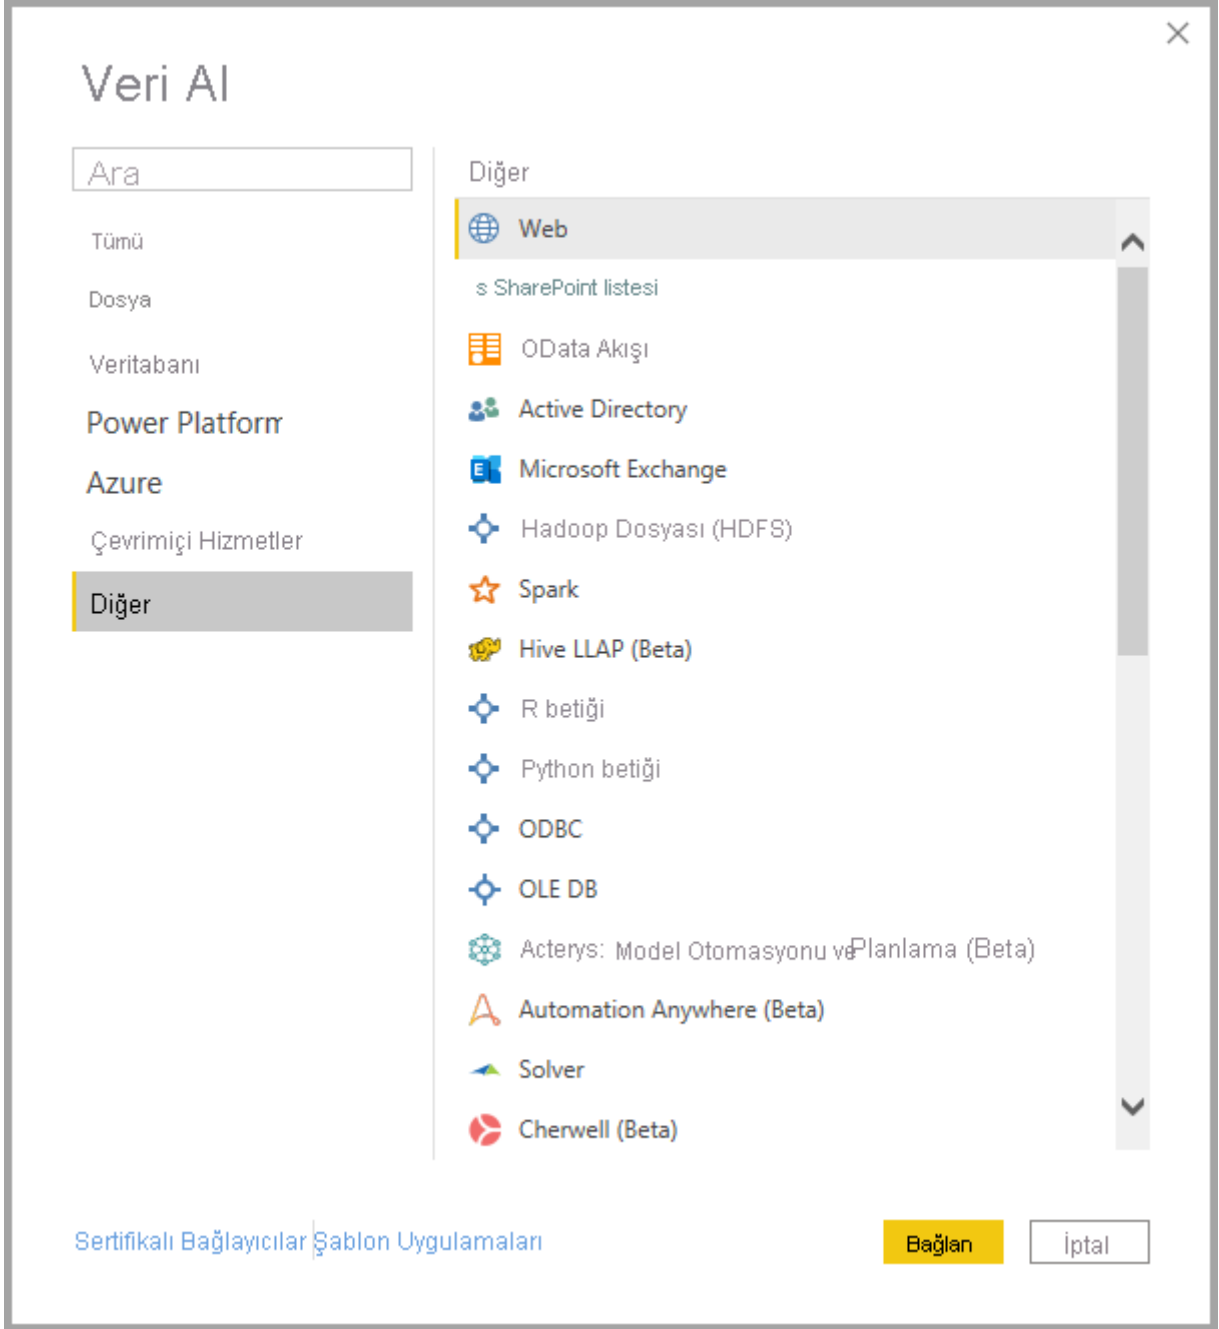 Veri Al
Ara
Tümü
Dosya
Veritabanı
Power Platform
Azure
Çevrimiçi Hizmetler
Diğer
Diğer
Web
s SharePoint listesi
OData Akışı
Active Directory
Microsoft Exchange
Hadoop Dosyası (HDFS)
Spark
Hive LLAP (Beta)
R betiği
Python betiği
ODBC
OLE DB
Acterys: Model Otomasyonu ve Planlama (Beta)
Automation Anywhere (Beta)
Solver
Cherwell (Beta)
Sertifikalı Bağlayıcılar Şablon Uygulamaları
Bağlan
İptal